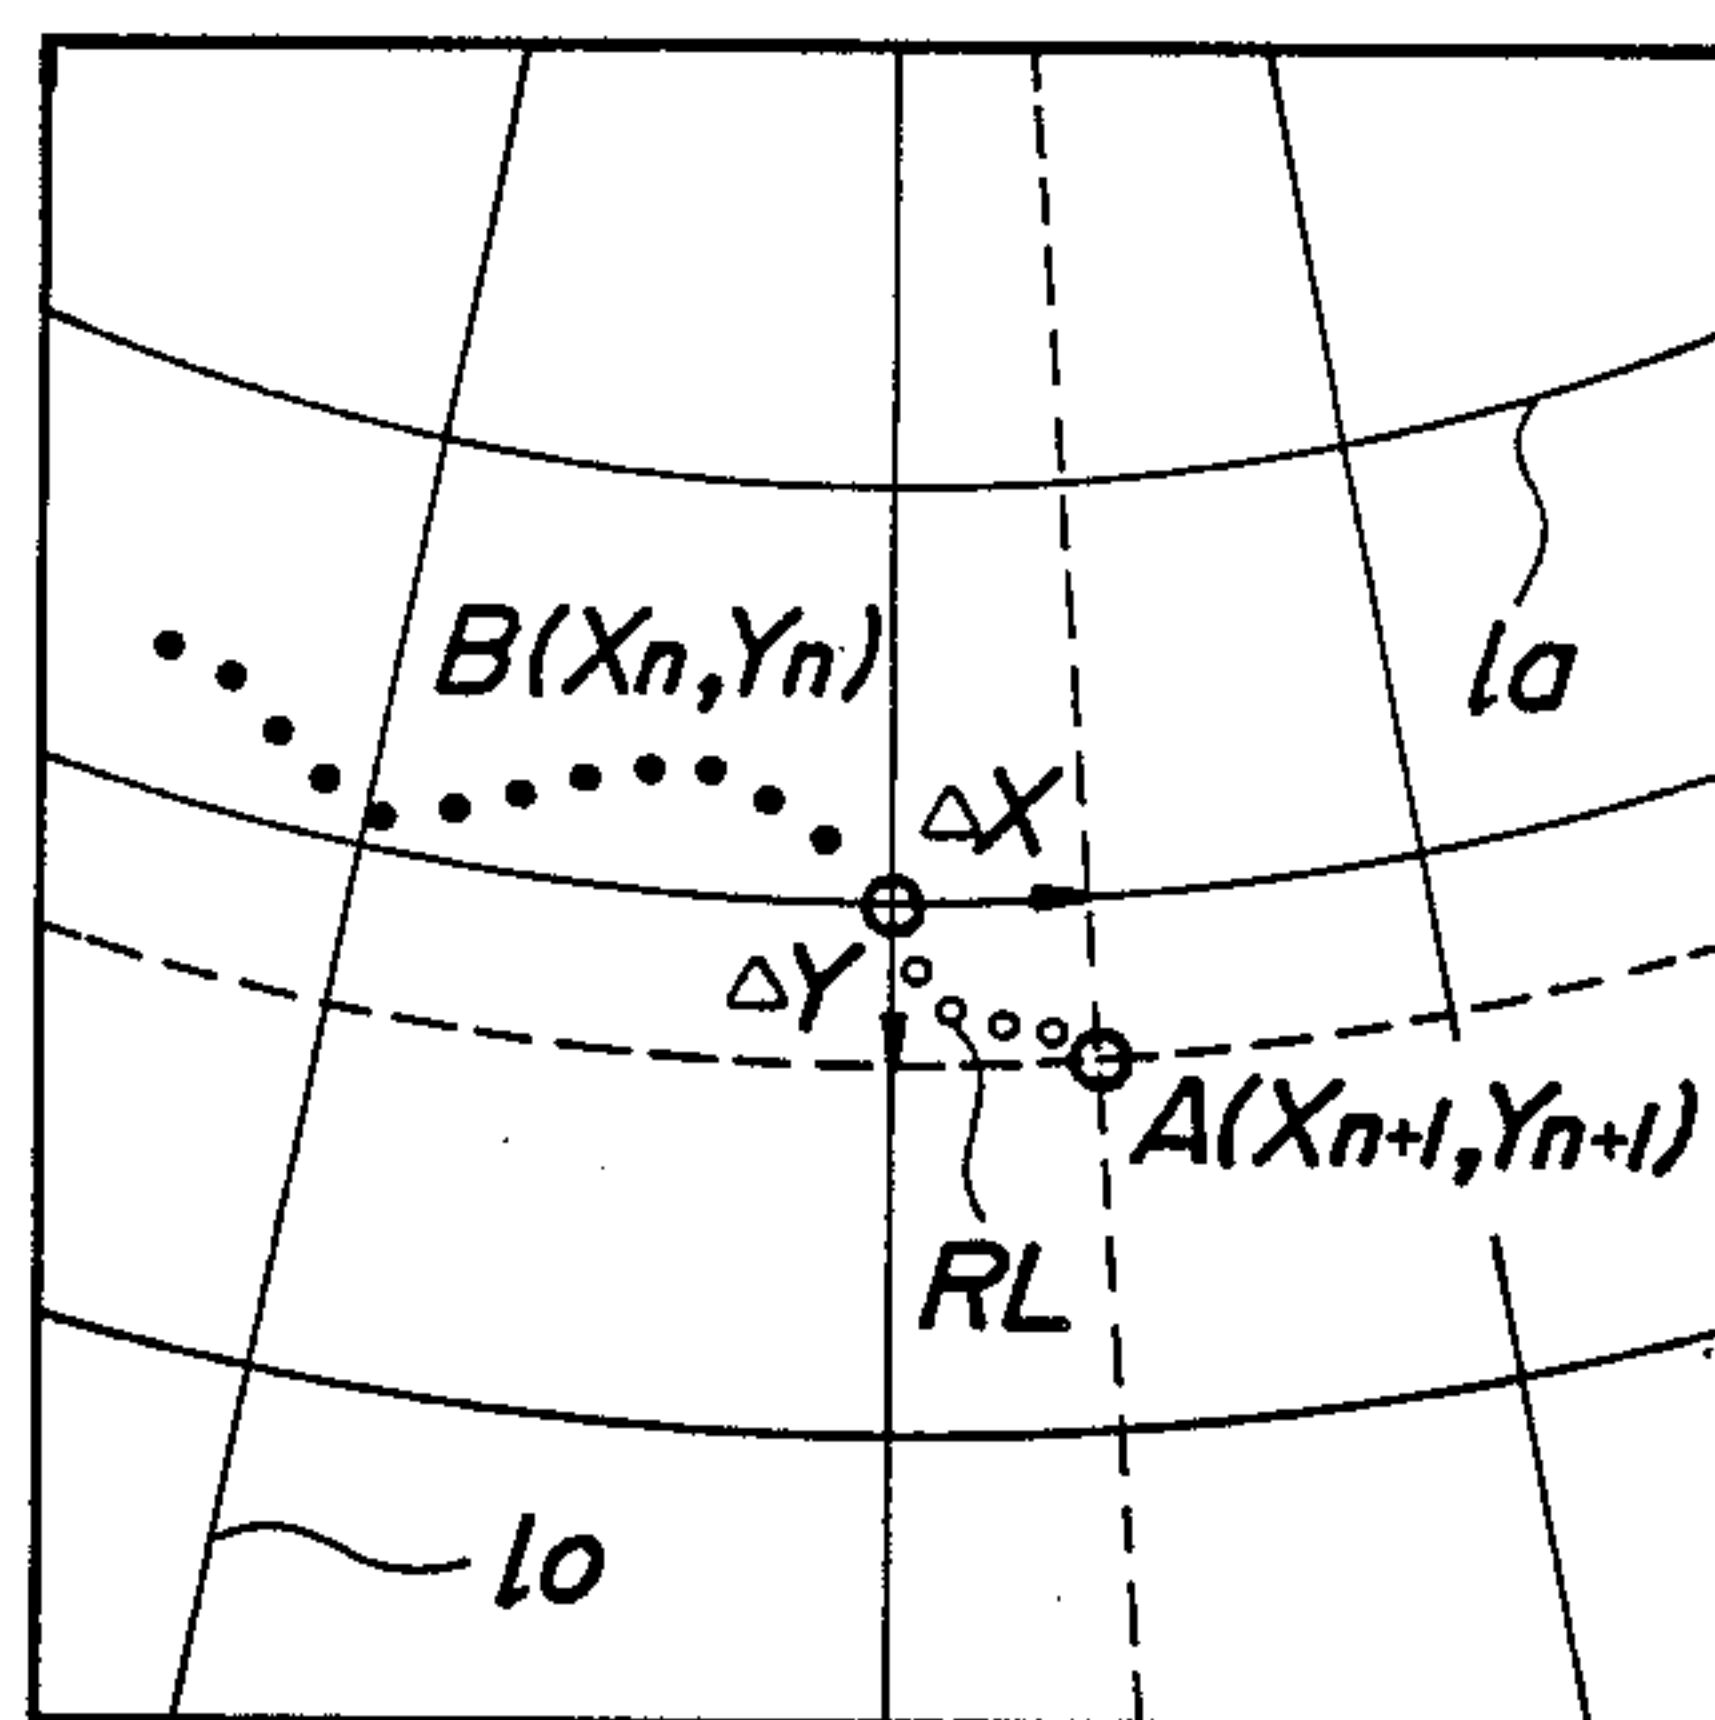 B(Xn,Yn)
la
ΔX
ΔY
A(Xn+1,Yn+1)
RL
lo